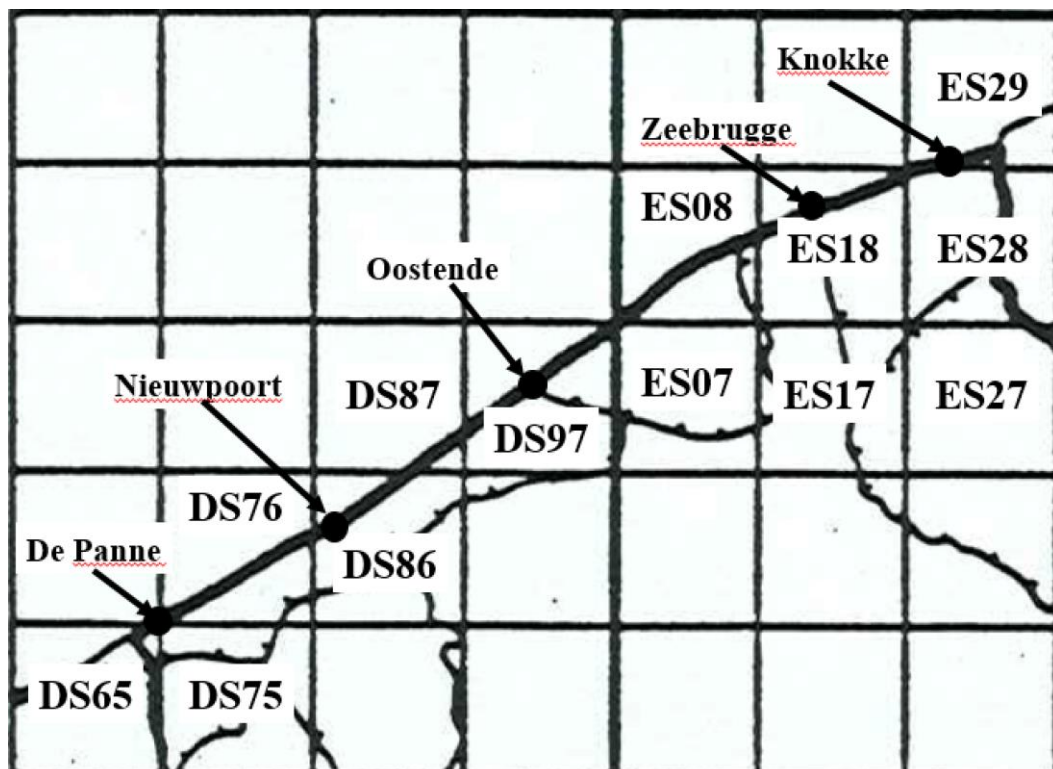 Knokke
ES29
Zeebrugge
ES08
ES18
ES28
Oostende
Nieuwpoort
DS87
ES07
ES17
ES27
DS97
DS76
De Panne
DS86
DS65
DS75